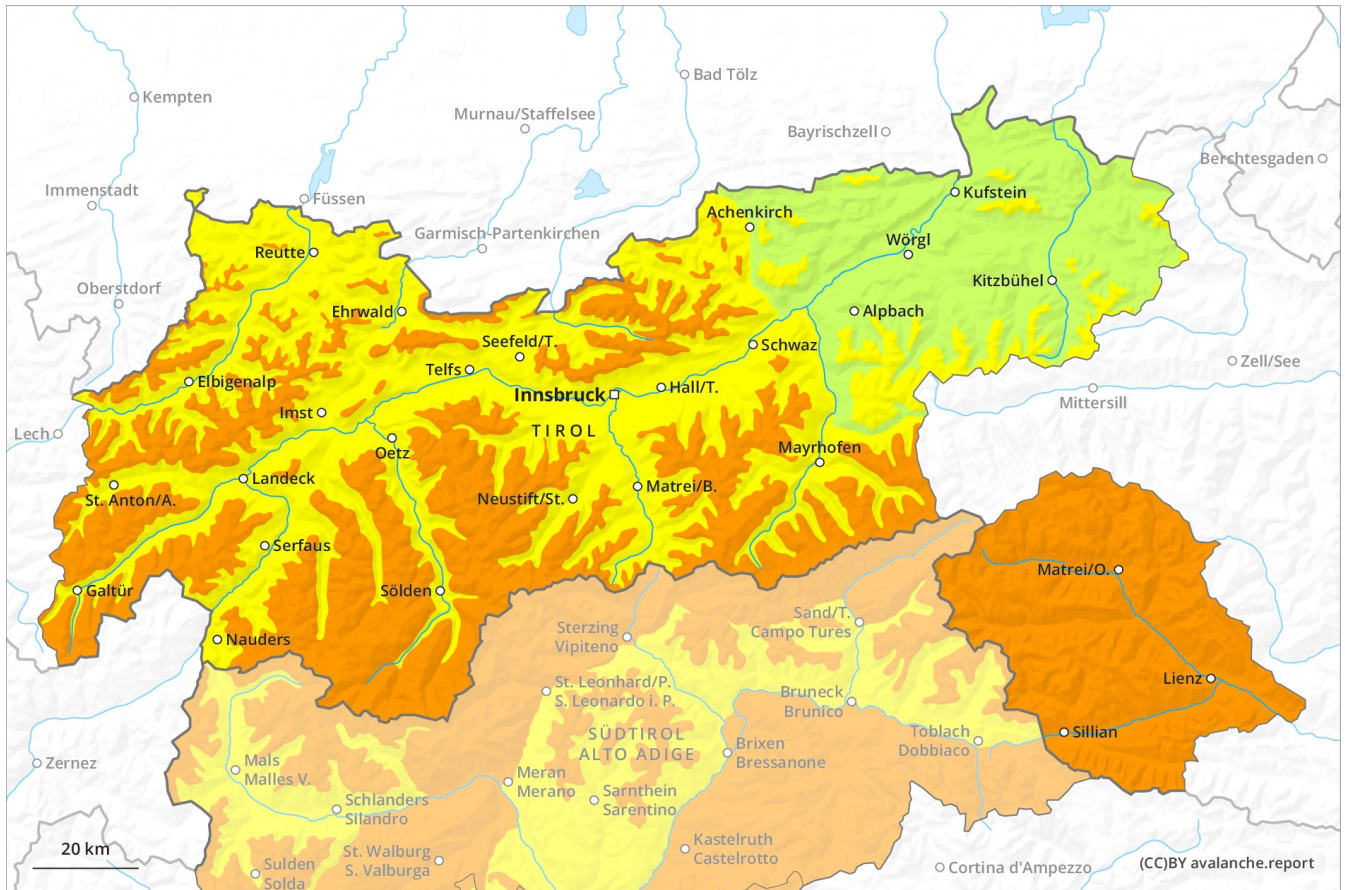 Bad Tölz
Kempten
Murnau/Staffelsee
Bayrischzell
Berchtesgaden
Immenstadt
Füssen
Kufstein
Achenkirch
Garmisch-Partenkirchen
Wörgl
Reutte
Kitzbühel
Oberstdorf
Ehrwald
Alpbach
Seefeld/T.
Schwaz
Zell/See
Telfs
Elbigenalp
Hall/T.
Innsbruck
Mittersill
Imst
TIROL
Lech
Oetz
Mayrhofen
Landeck
Matrei/B.
St. Anton/A.
Neustift/St.
Serfaus
Matrei/O.
Galtür
Sölden
Sand/T.
Campo Tures
Sterzing
Vipiteno
Nauders
Lienz
St. Leonhard/P.
S. Leonardo i. P.
Bruneck
Brunico
Sillian
SÜDTIROL
ALTO ADIGE
Toblach
Dobbiaco
Brixen
Bressanone
Zernez
Mals
Malles V.
Meran
Merano
Sarnthein
Sarentino
Schlanders
Silandro
Kastelruth
Castelrotto
20 km
St. Walburg
S. Valburga
Sulden
Solda
Cortina d'Ampezzo
(CC)BY avalanche.report